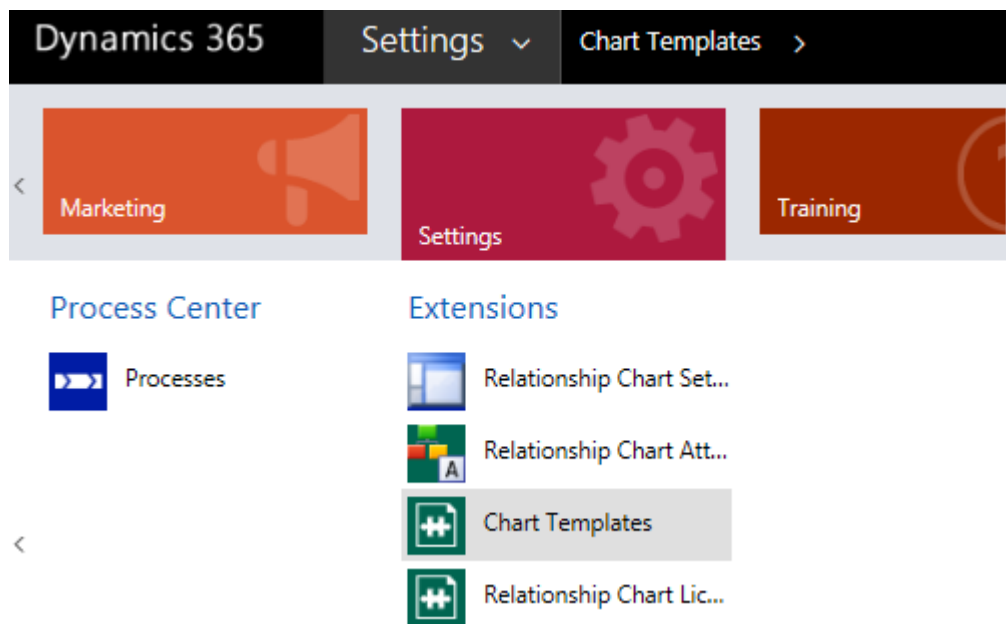 Dynamics 365 Settings Chart Templates
Marketing Settings Training
Process Center Extensions
Processes Relationship Chart Set...
Relationship Chart Att...
A
Chart Templates
Relationship Chart Lic...